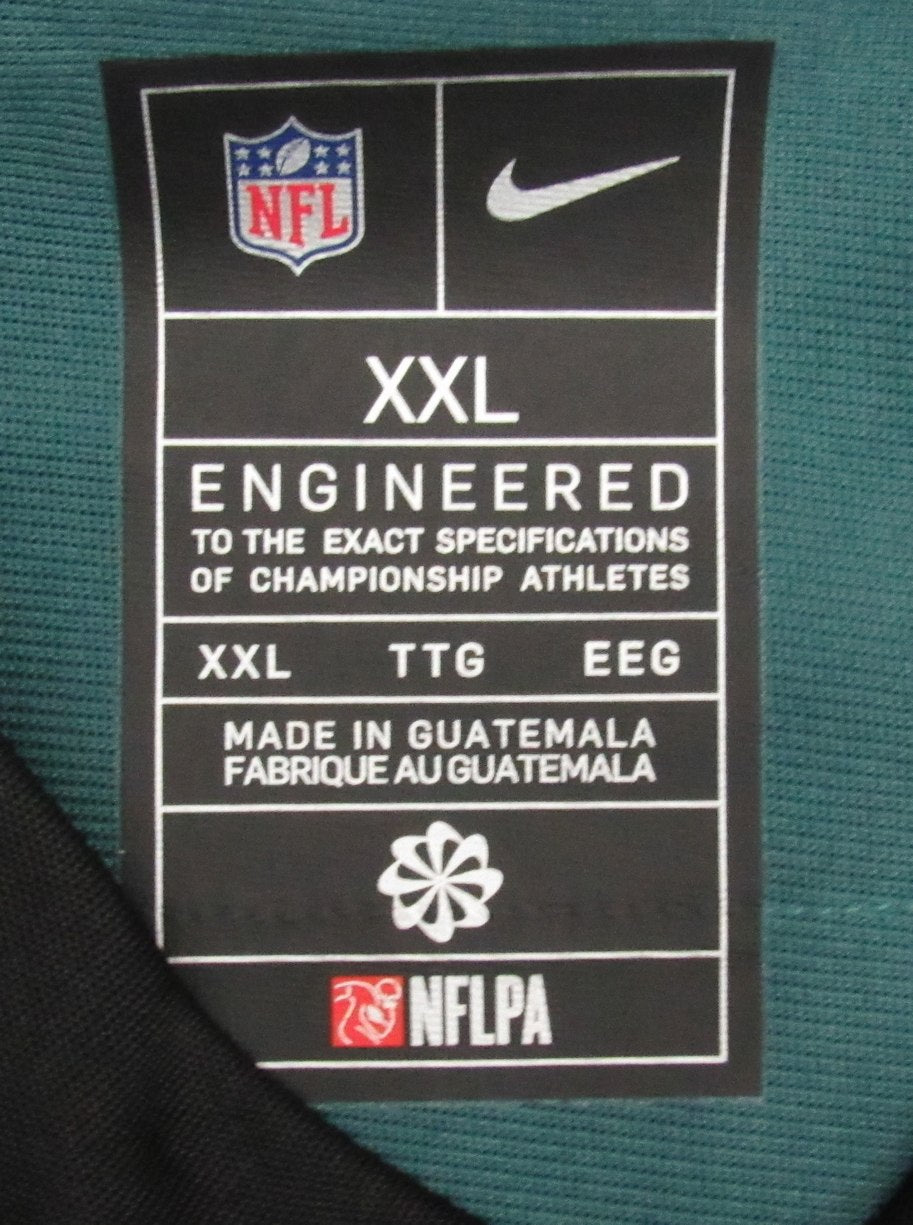 NFL
XXL
ENGINEERED
TO THE EXACT SPECIFICATIONS
OF CHAMPIONSHIP ATHLETES
XXL TTG EEG
MADE IN GUATEMALA
FABRIQUE AU GUATEMALA
NFLPA